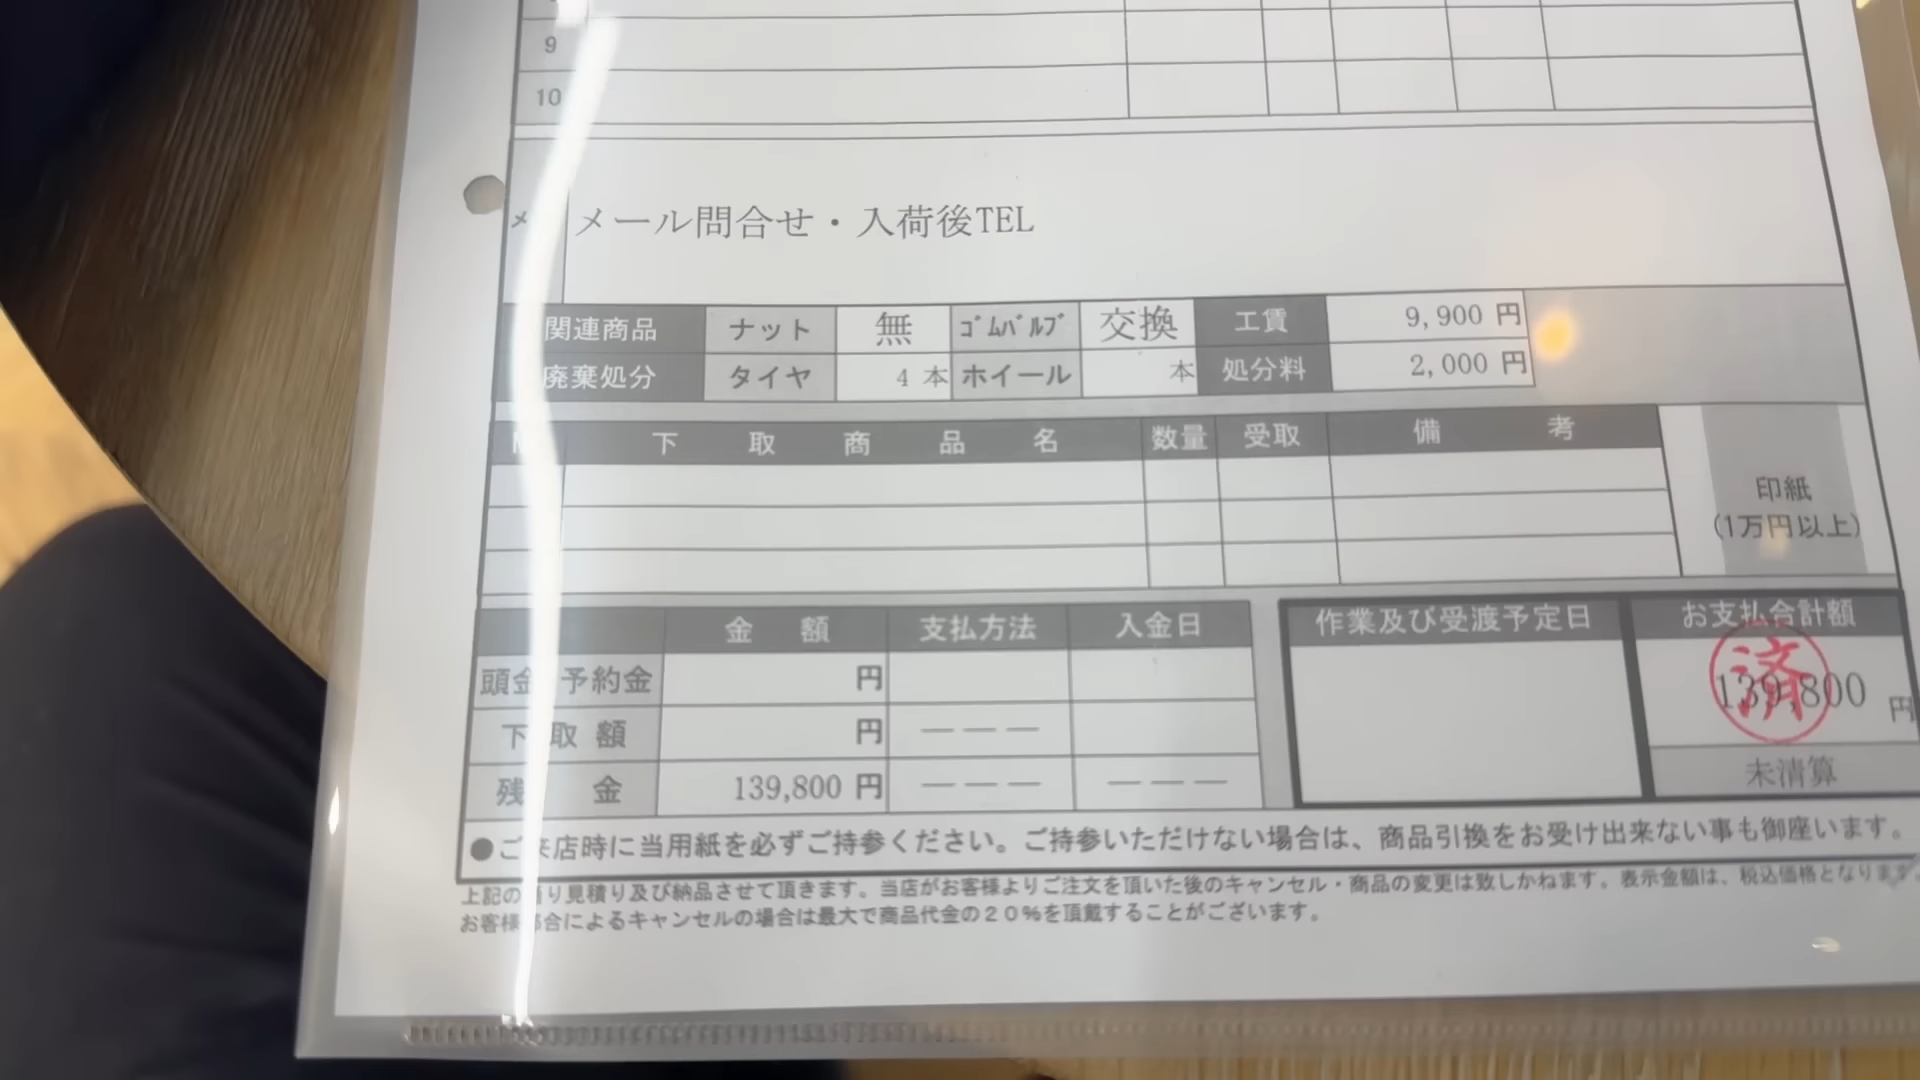 9
10
メ メール問合せ・入荷後TEL
関連商品 ナット 無 ｺﾞﾑﾊﾞﾙﾌﾞ 交換 工賃 9,900 円
廃棄処分 タイヤ 4 本 ホイール 本 処分料 2,000 円
下取商品名 数量 受取 備考
印紙
(1万円以上)
金額 支払方法 入金日 作業及び受渡予定日 お支払合計額
頭金 予約金 円
済
139,800 円
下取額 円 ———
残金 139,800 円 ——— ———
未清算
●ご来店時に当用紙を必ずご持参ください。ご持参いただけない場合は、商品引換をお受け出来ない事も御座います。
上記の り見積り及び納品させて頂きます。当店がお客様よりご注文を頂いた後のキャンセル・商品の変更は致しかねます。表示金額は、税込価格となります
お客様 都合によるキャンセルの場合は最大で商品代金の２０％を頂戴することがございます。